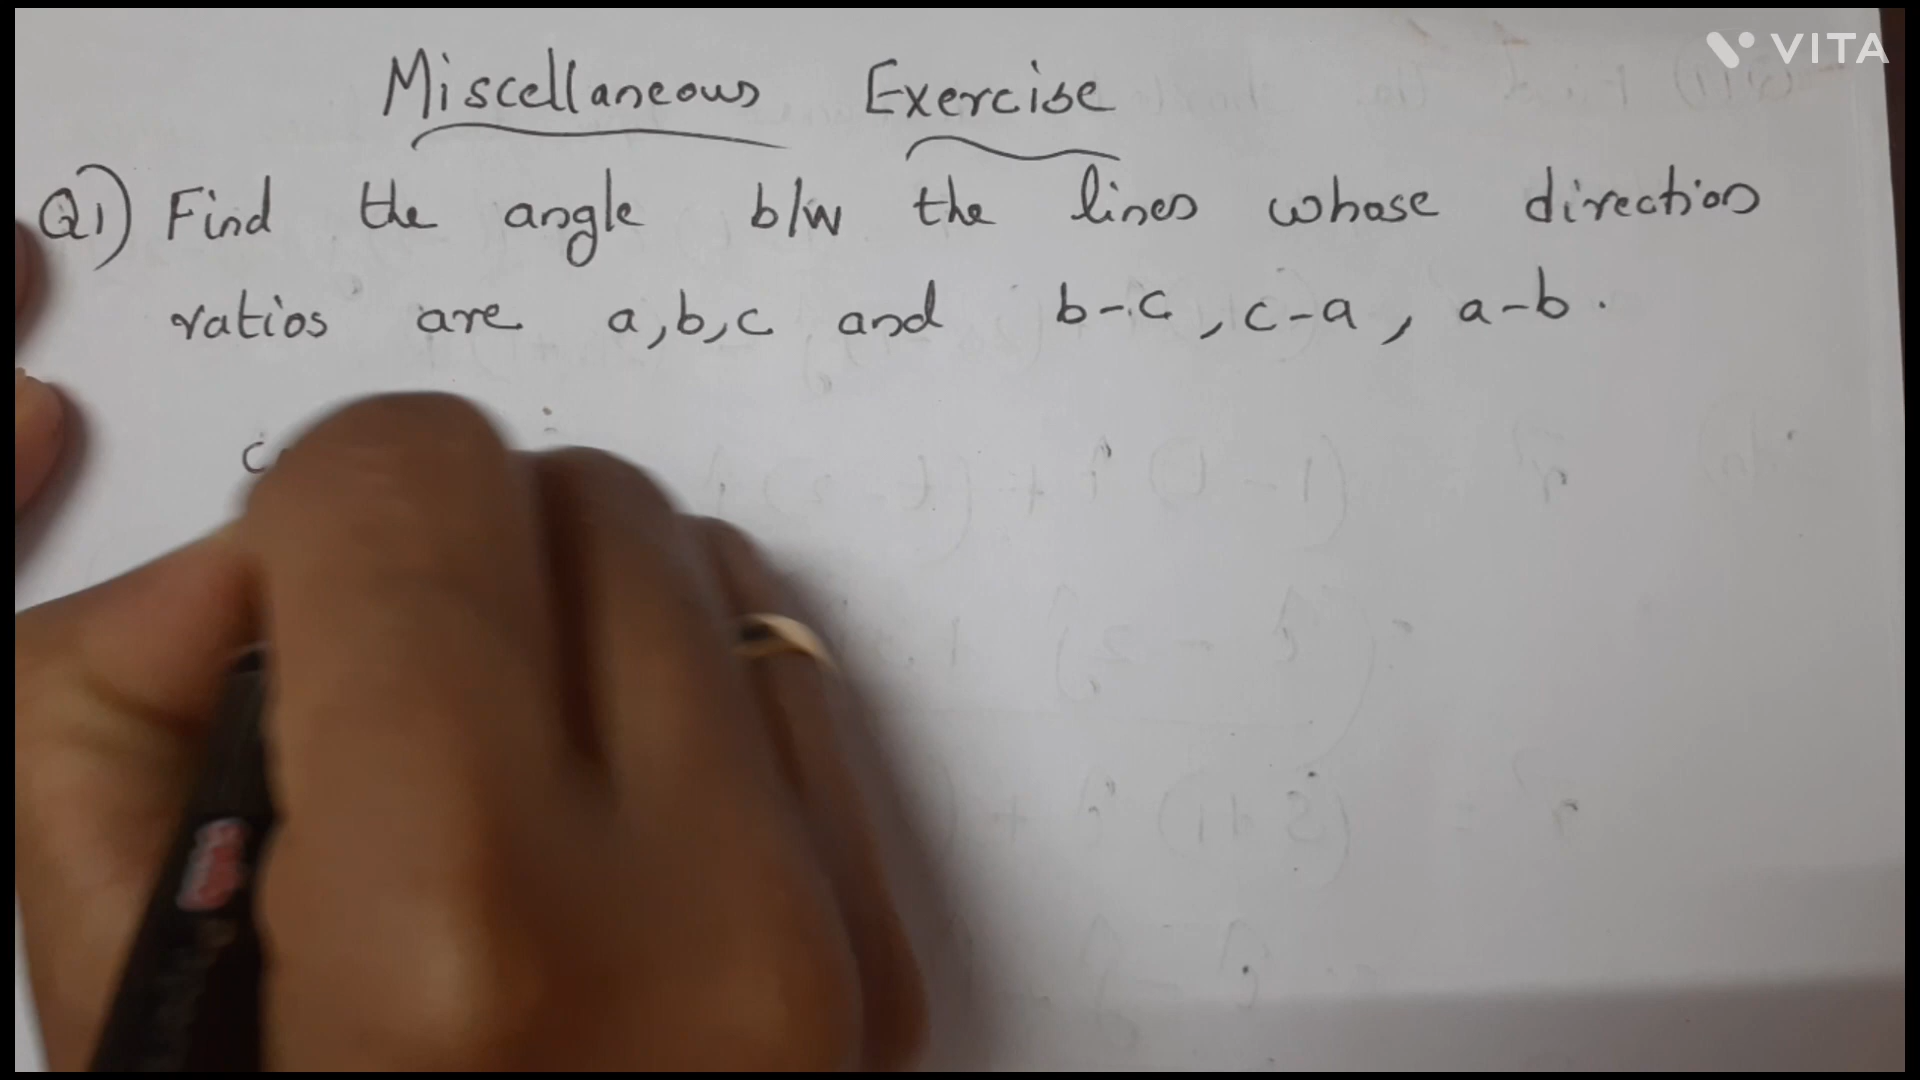 VITA
Miscellaneous Exercise
Q1) Find the angle b/w the lines whose direction
ratios are a,b,c and b-c, c-a, a-b.
c